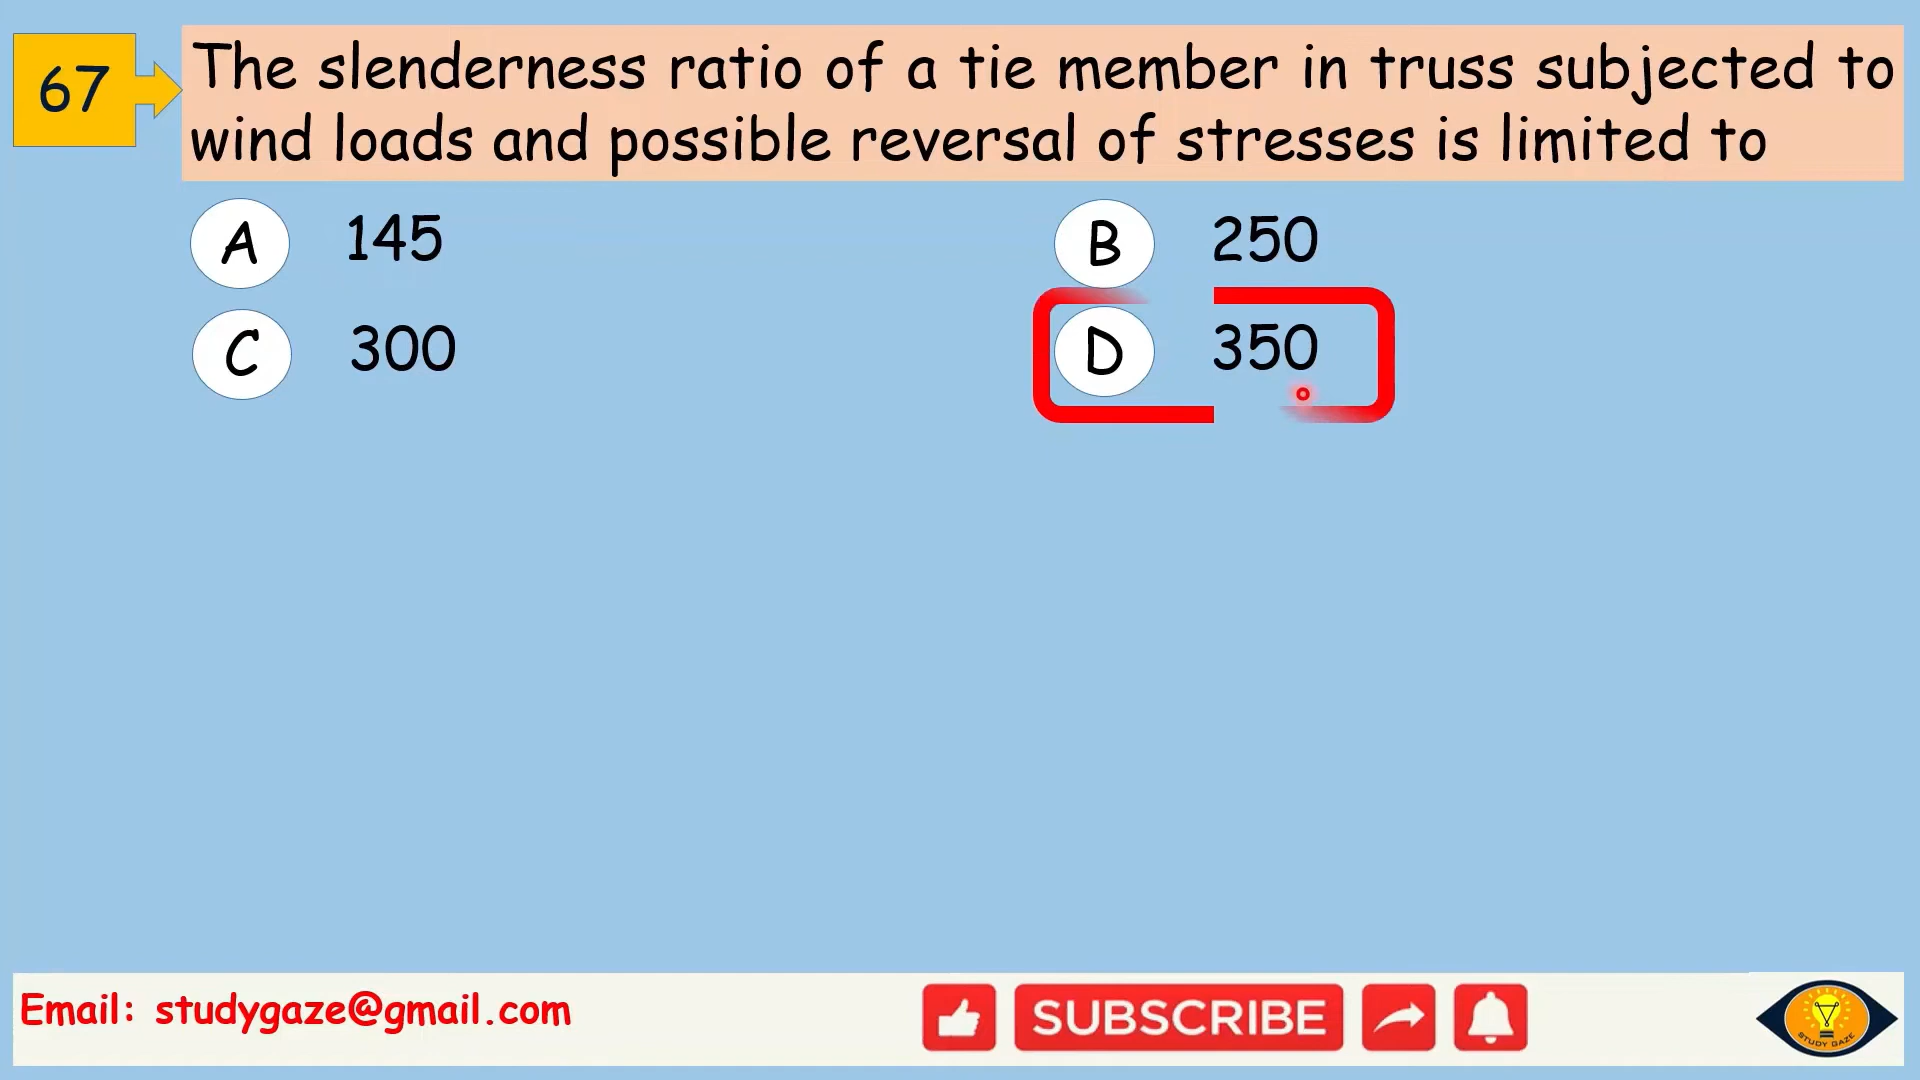 67
The slenderness ratio of a tie member in truss subjected to
wind loads and possible reversal of stresses is limited to
A 145
B 250
C 300
D 350
Email: studygaze@gmail.com
SUBSCRIBE
STUDY GAZE